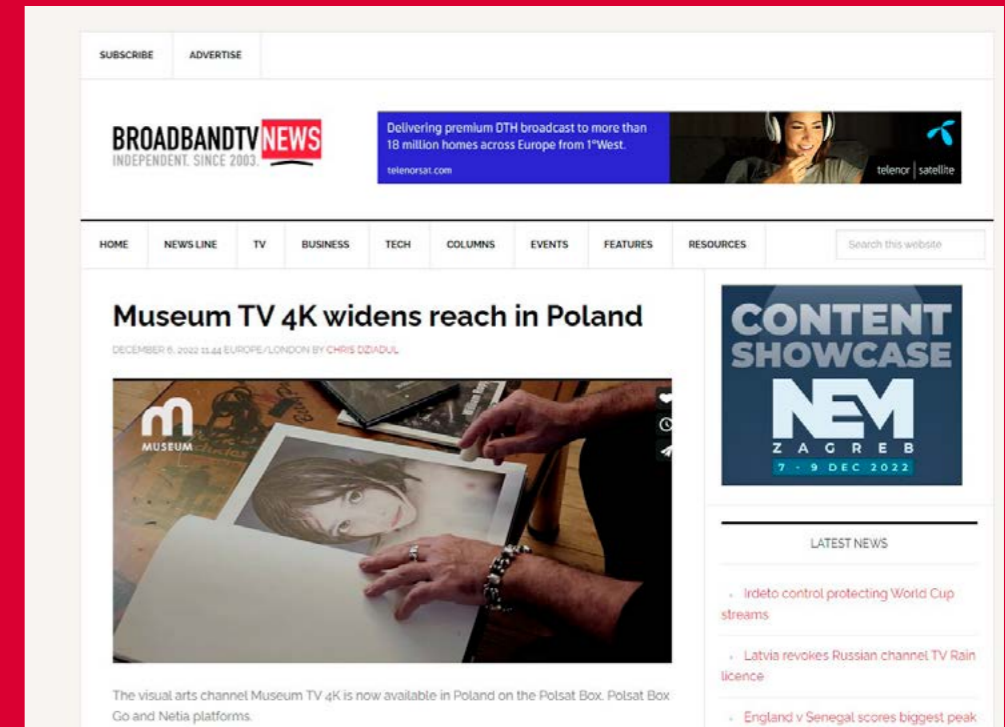 SUBSCRIBE ADVERTISE
BROADBANDTVNEWS
INDEPENDENT. SINCE 2003.
Delivering premium DTH broadcast to more than
18 million homes across Europe from 1°West.
telenorsat.com
telenor | satellite
HOME NEWSLINE TV BUSINESS TECH COLUMNS EVENTS FEATURES RESOURCES Search this website
Museum TV 4K widens reach in Poland
DECEMBER 6, 2022 11.44 EUROPE/LONDON BY CHRIS DZIADUL
m
MUSEUM
The visual arts channel Museum TV 4K is now available in Poland on the Polsat Box, Polsat Box
Go and Netia platforms.
CONTENT
SHOWCASE
NEM
ZAGREB
7 - 9 DEC 2022
LATEST NEWS
Irdeto control protecting World Cup
streams
Latvia revokes Russian channel TV Rain
licence
England v Senegal scores biggest peak